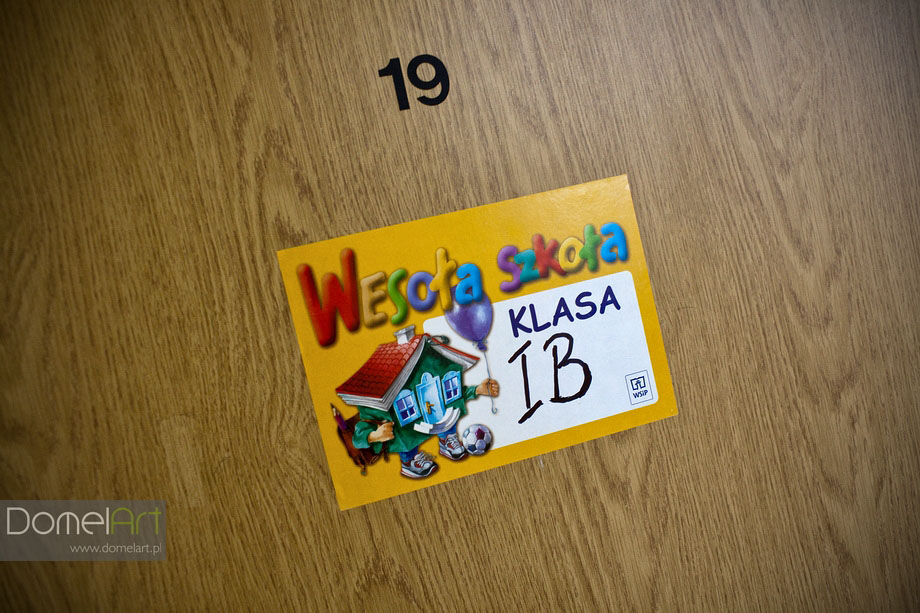 19
WESOŁA SZKOŁA
KLASA
IB
WSiP
DomelArt
www.domelart.pl